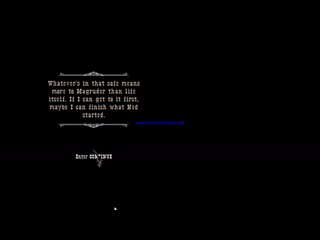 Whatever's in that safe means
more to Magruder than life
itself. If I can get to it first,
maybe I can finish what Ned
started.
Enter CONTINUE